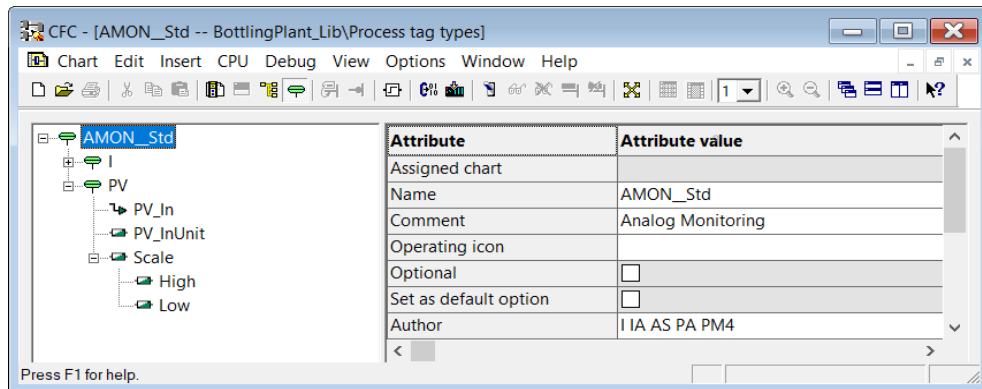 CFC - [AMON__Std -- BottlingPlant_Lib\Process tag types]
Chart Edit Insert CPU Debug View Options Window Help
1
AMON__Std
I
PV
PV_In
PV_InUnit
Scale
High
Low
Attribute Attribute value
Assigned chart
Name AMON__Std
Comment Analog Monitoring
Operating icon
Optional
Set as default option
Author I IA AS PA PM4
Press F1 for help.